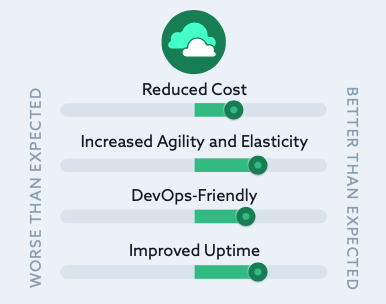 Reduced Cost
Increased Agility and Elasticity
DevOps-Friendly
Improved Uptime
WORSE THAN EXPECTED
BETTER THAN EXPECTED